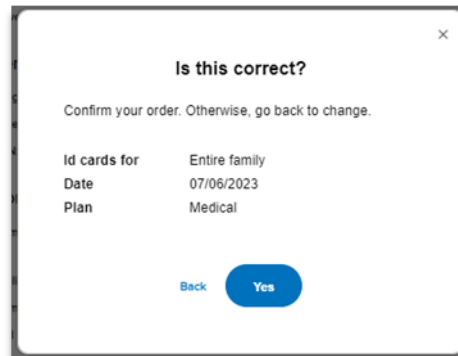 Is this correct?
Confirm your order. Otherwise, go back to change.
Id cards for Entire family
Date 07/06/2023
Plan Medical
Back Yes